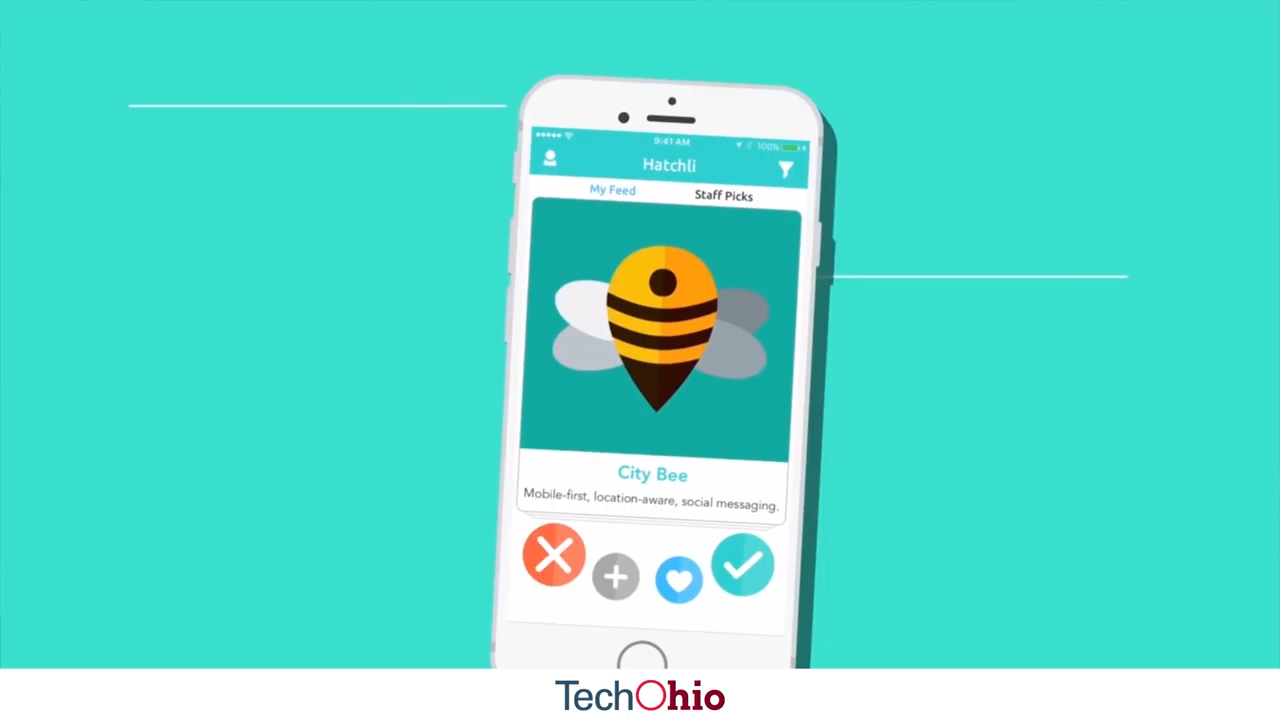 9:41 AM
100%
Hatchli
My Feed
Staff Picks
City Bee
Mobile-first, location-aware, social messaging.
TechOhio